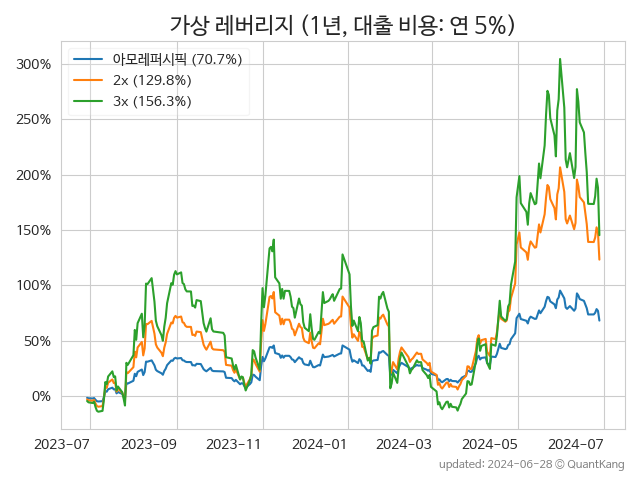 가상 레버리지 (1년, 대출 비용: 연 5%)
아모레퍼시픽 (70.7%)
2x (129.8%)
3x (156.3%)
300%
250%
200%
150%
100%
50%
0%
2023-07 2023-09 2023-11 2024-01 2024-03 2024-05 2024-07
updated: 2024-06-28 © QuantKang